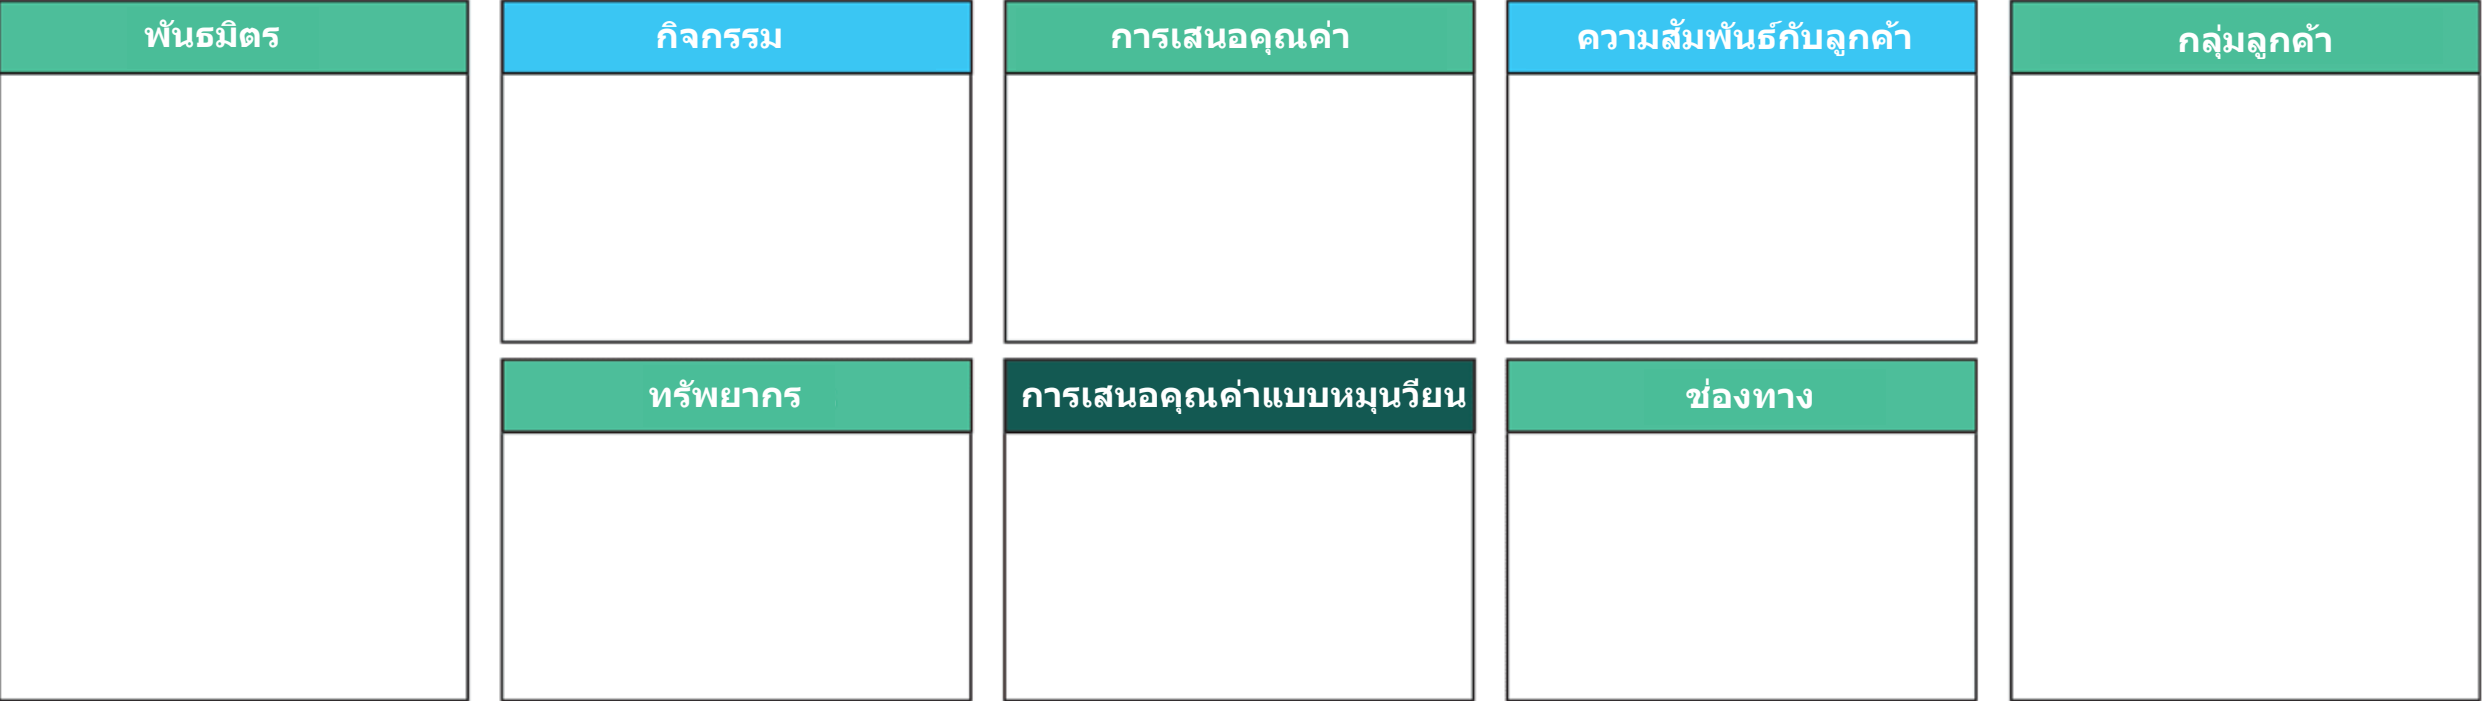 พันธมิตร
กิจกรรม
การเสนอคุณค่า
ความสัมพันธ์กับลูกค้า
กลุ่มลูกค้า
ทรัพยากร
การเสนอคุณค่าแบบหมุนวียน
ช่องทาง